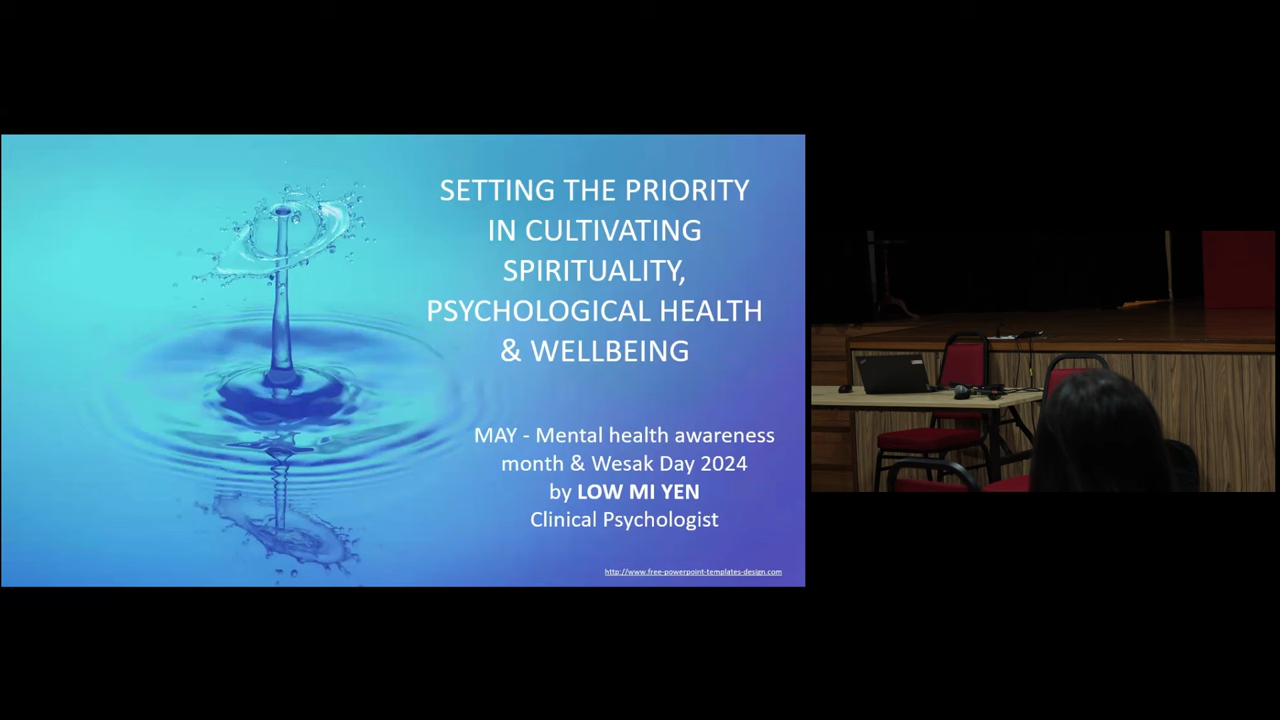 SETTING THE PRIORITY
IN CULTIVATING
SPIRITUALITY,
PSYCHOLOGICAL HEALTH
& WELLBEING
MAY - Mental health awareness
month & Wesak Day 2024
by LOW MI YEN
Clinical Psychologist
http://www.free-powerpoint-templates-design.com